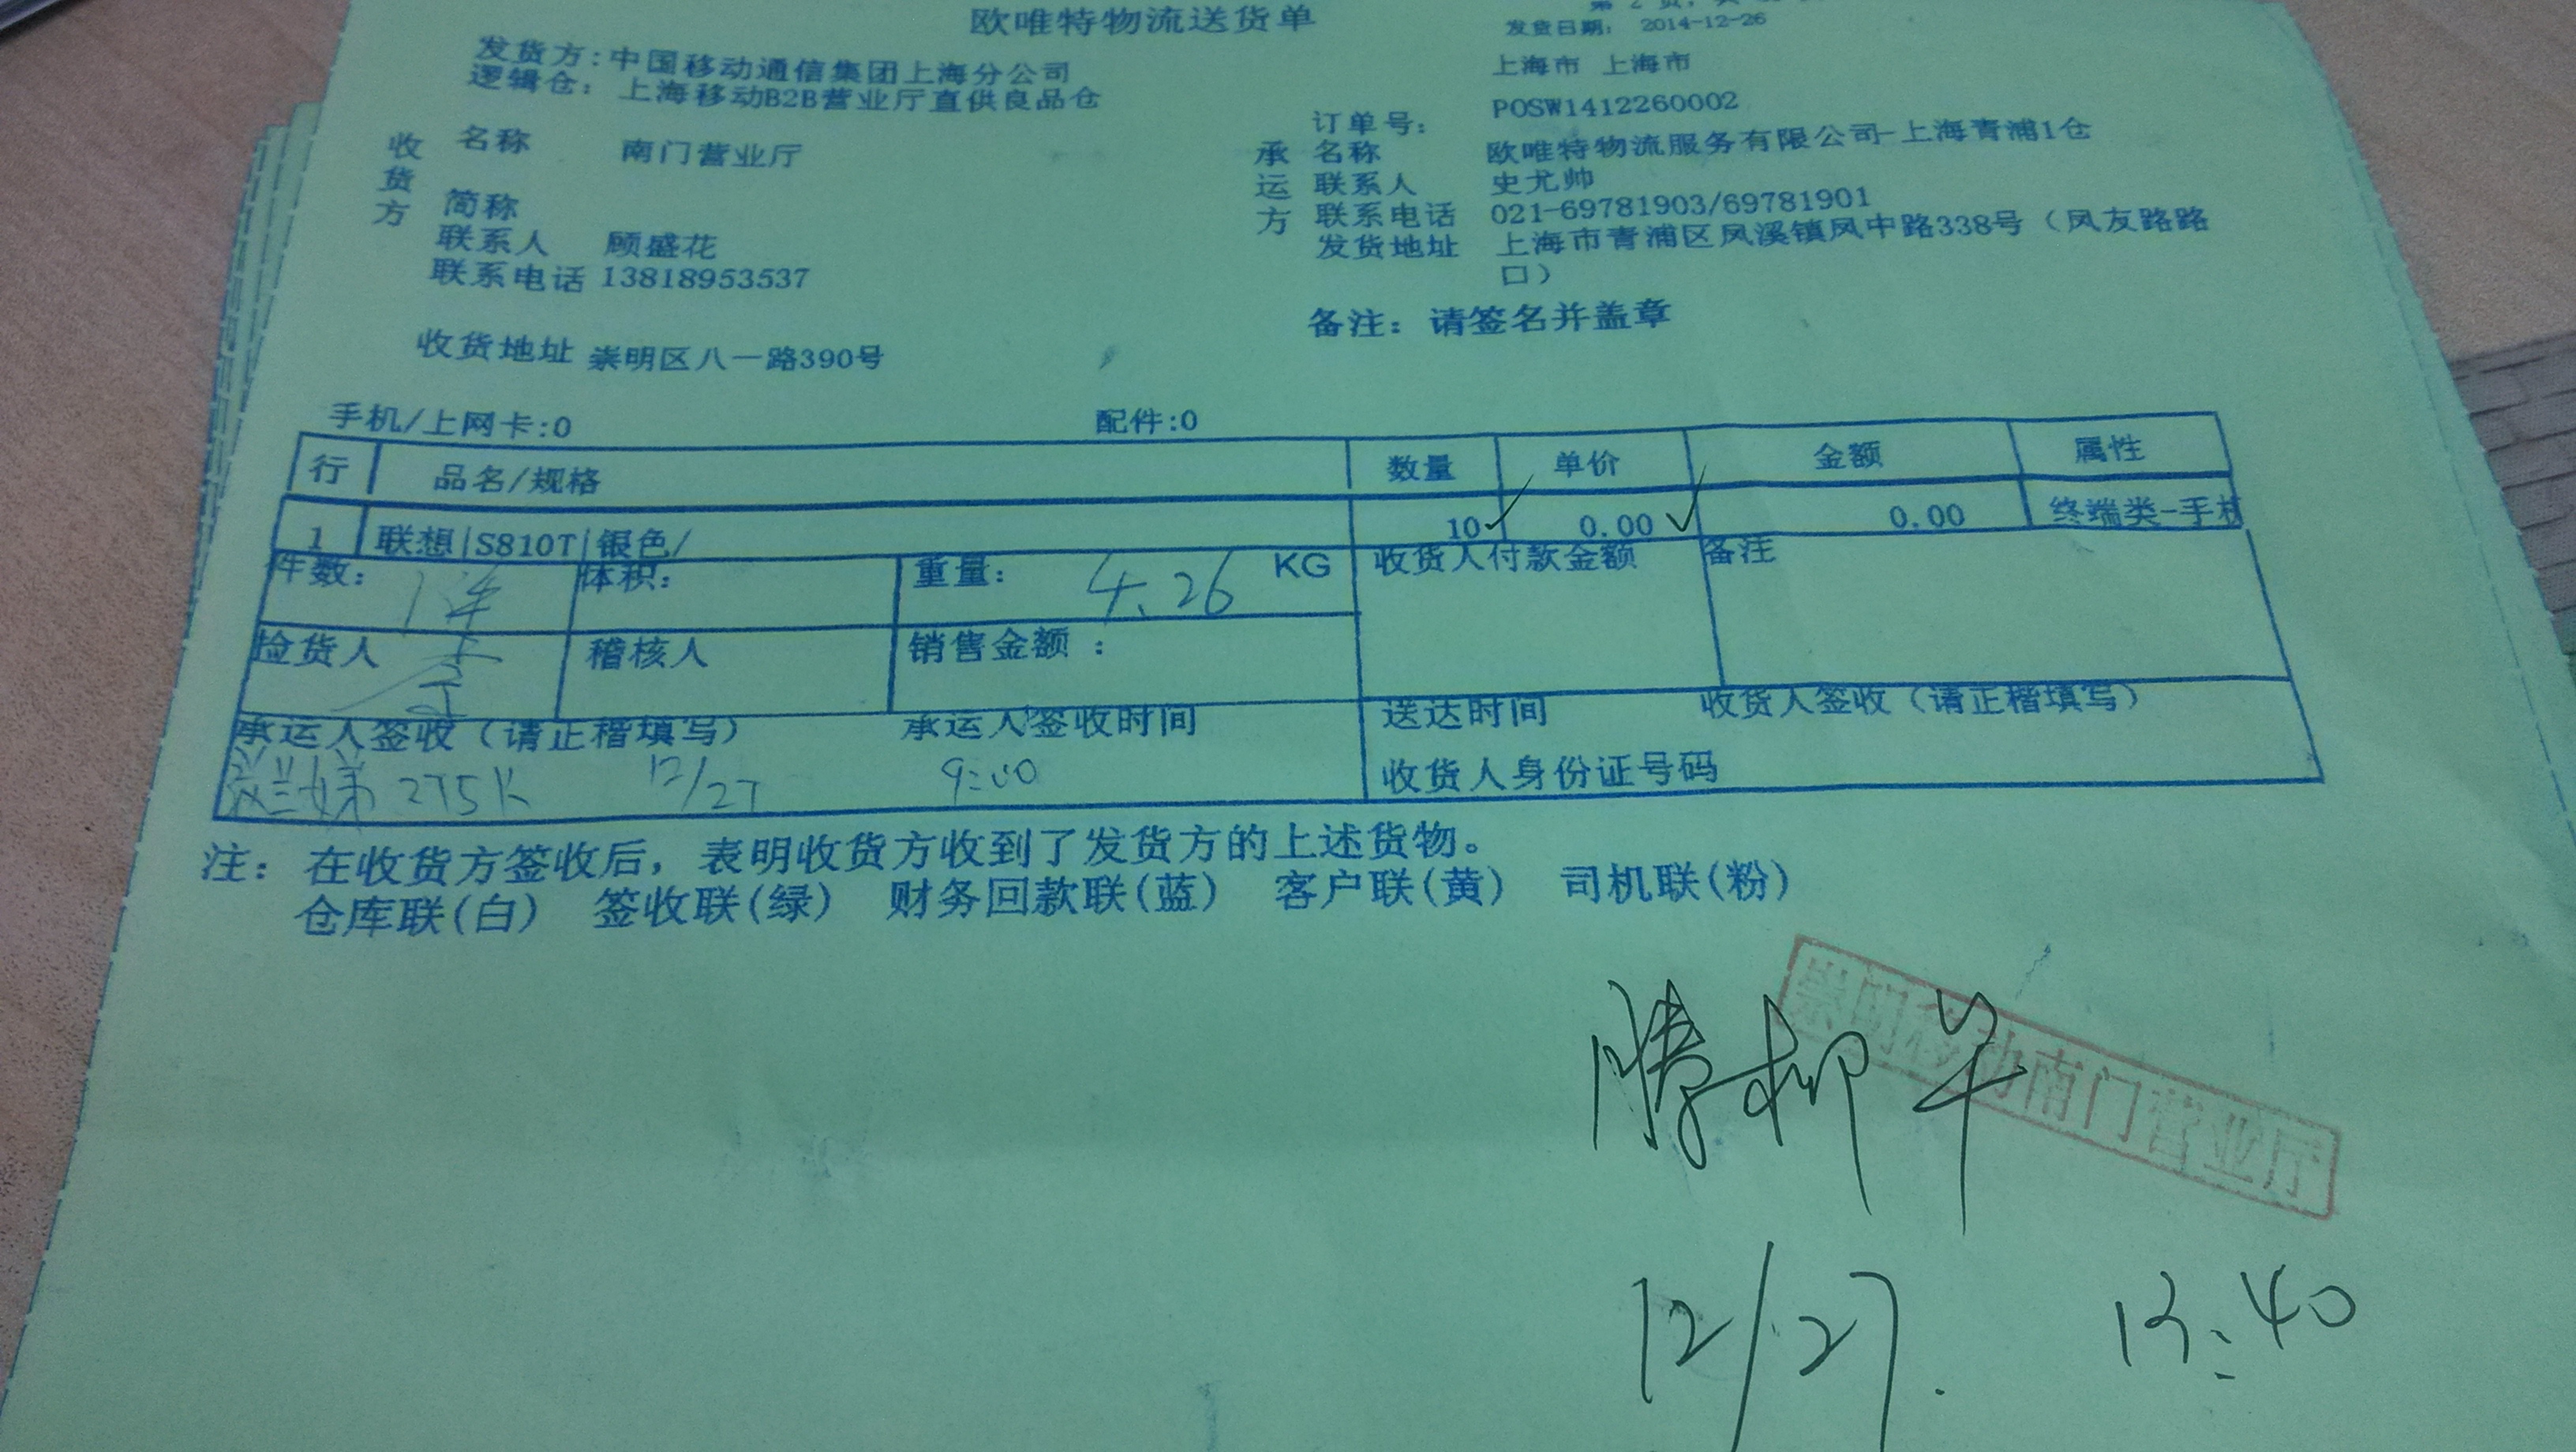 欧唯特物流送货单
发货日期： 2014-12-26
发货方:中国移动通信集团上海分公司
上海市 上海市
逻辑仓： 上海移动B2B营业厅直供良品仓
订单号： POSW1412260002
收货方 名称 南门营业厅
承运方 名称 欧唯特物流服务有限公司-上海青浦1仓
简称
联系人 史尤帅
联系人 顾盛花
联系电话 021-69781903/69781901
联系电话 13818953537
发货地址 上海市青浦区凤溪镇凤中路338号（凤友路路
口）
收货地址 崇明区八一路390号
备注：请签名并盖章
手机/上网卡:0 配件:0
行 品名/规格 数量 单价 金额 属性
1 联想|S810T|银色/ 10 0.00 0.00 终端类-手机
件数： 1件 体积： 重量： 4.26 KG 收货人付款金额 备注
捡货人 稽核人 销售金额 ：
承运人签收（请正楷填写） 承运人签收时间 送达时间 收货人签收（请正楷填写）
275K 12/27 9:00 收货人身份证号码
注： 在收货方签收后，表明收货方收到了发货方的上述货物。
仓库联(白) 签收联(绿) 财务回款联(蓝) 客户联(黄) 司机联(粉)
崇明移动南门营业厅
12/27. 13:40